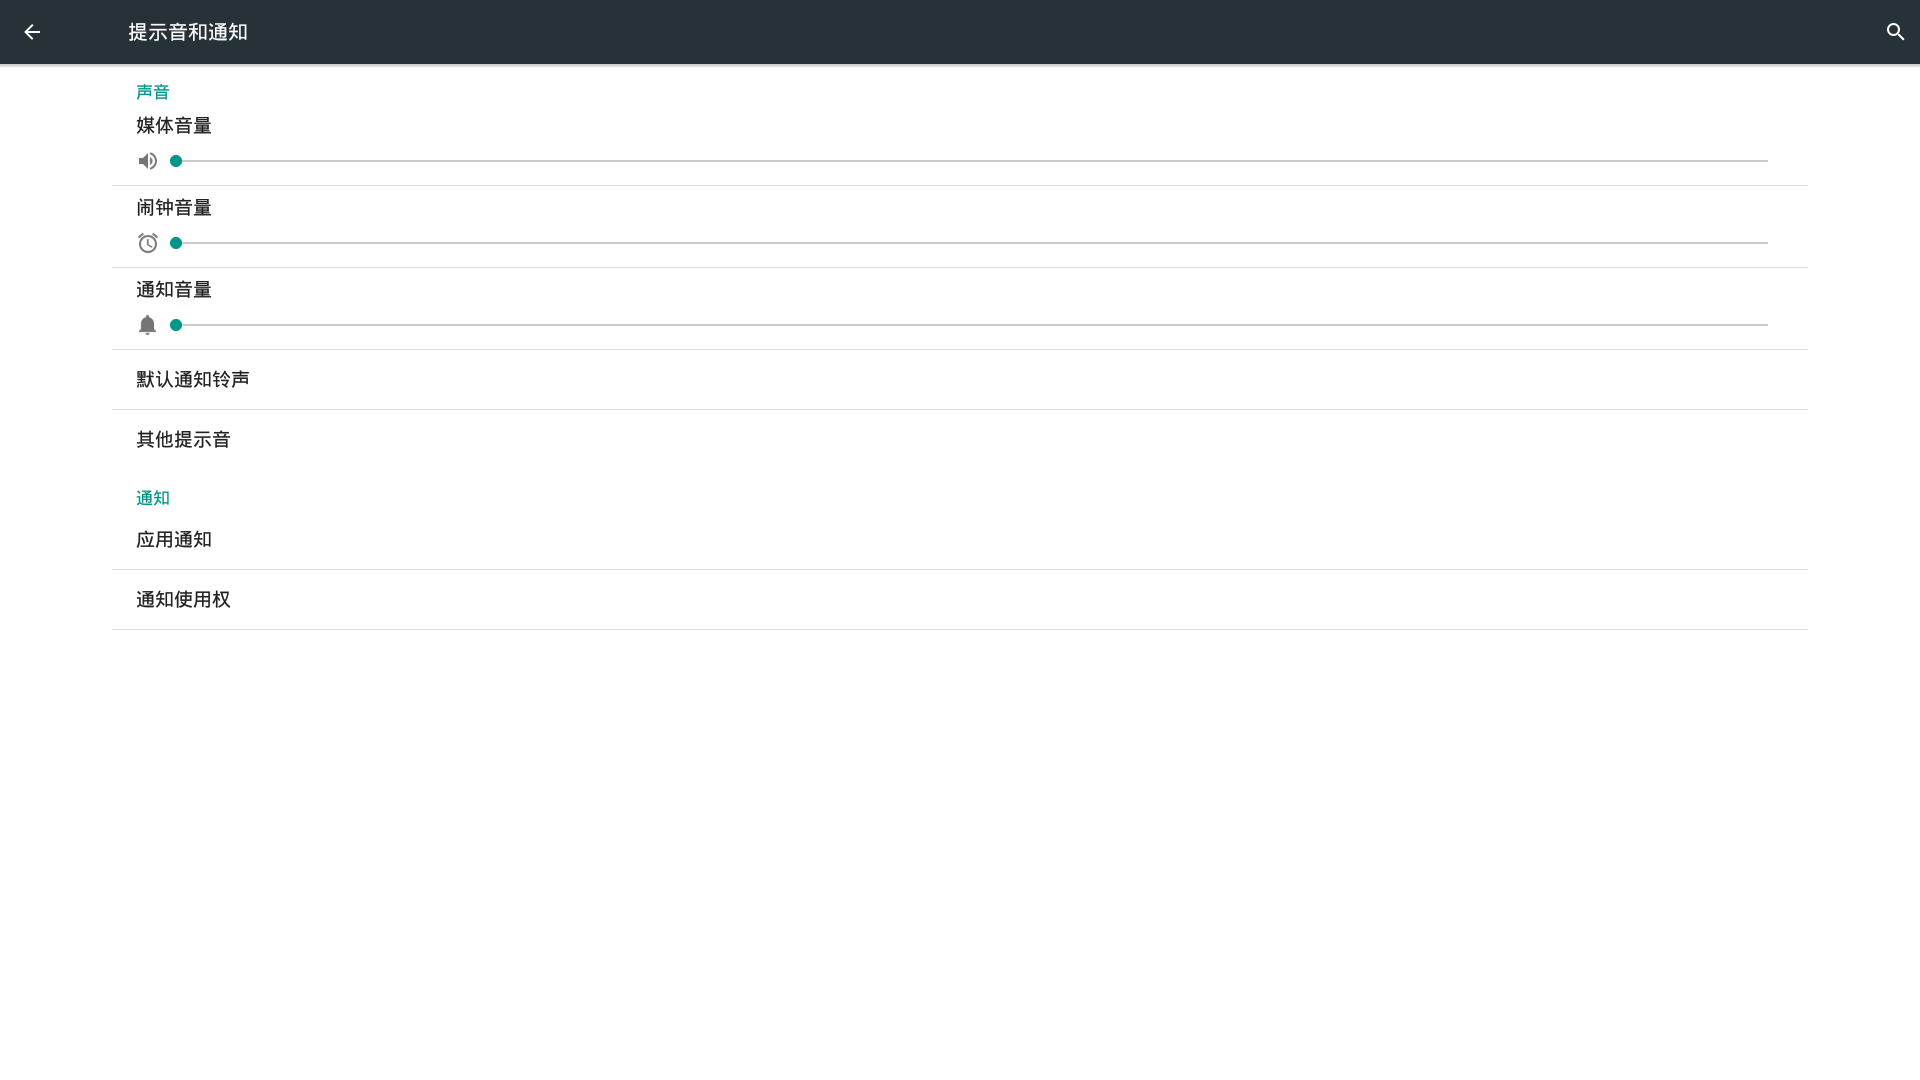 提示音和通知
声音
媒体音量
闹钟音量
通知音量
默认通知铃声
其他提示音
通知
应用通知
通知使用权